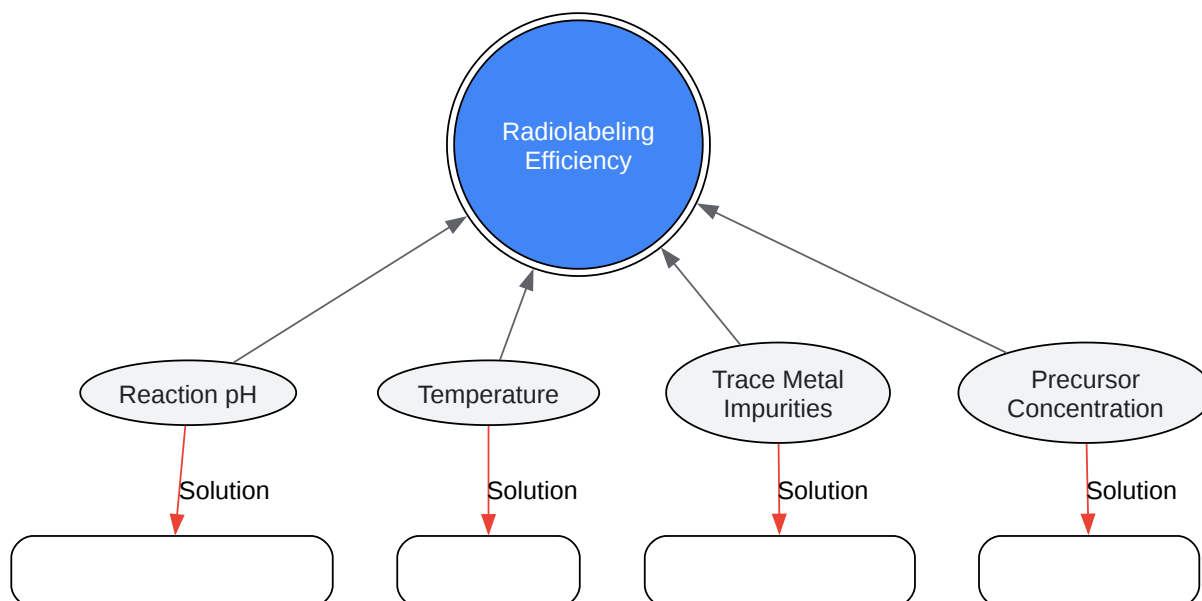 Radiolabeling
Efficiency
Reaction pH
Temperature
Trace Metal
Impurities
Precursor
Concentration
Solution
Solution
Solution
Solution